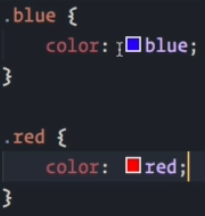 .blue {
    color: blue;
}

.red {
    color: red;
}